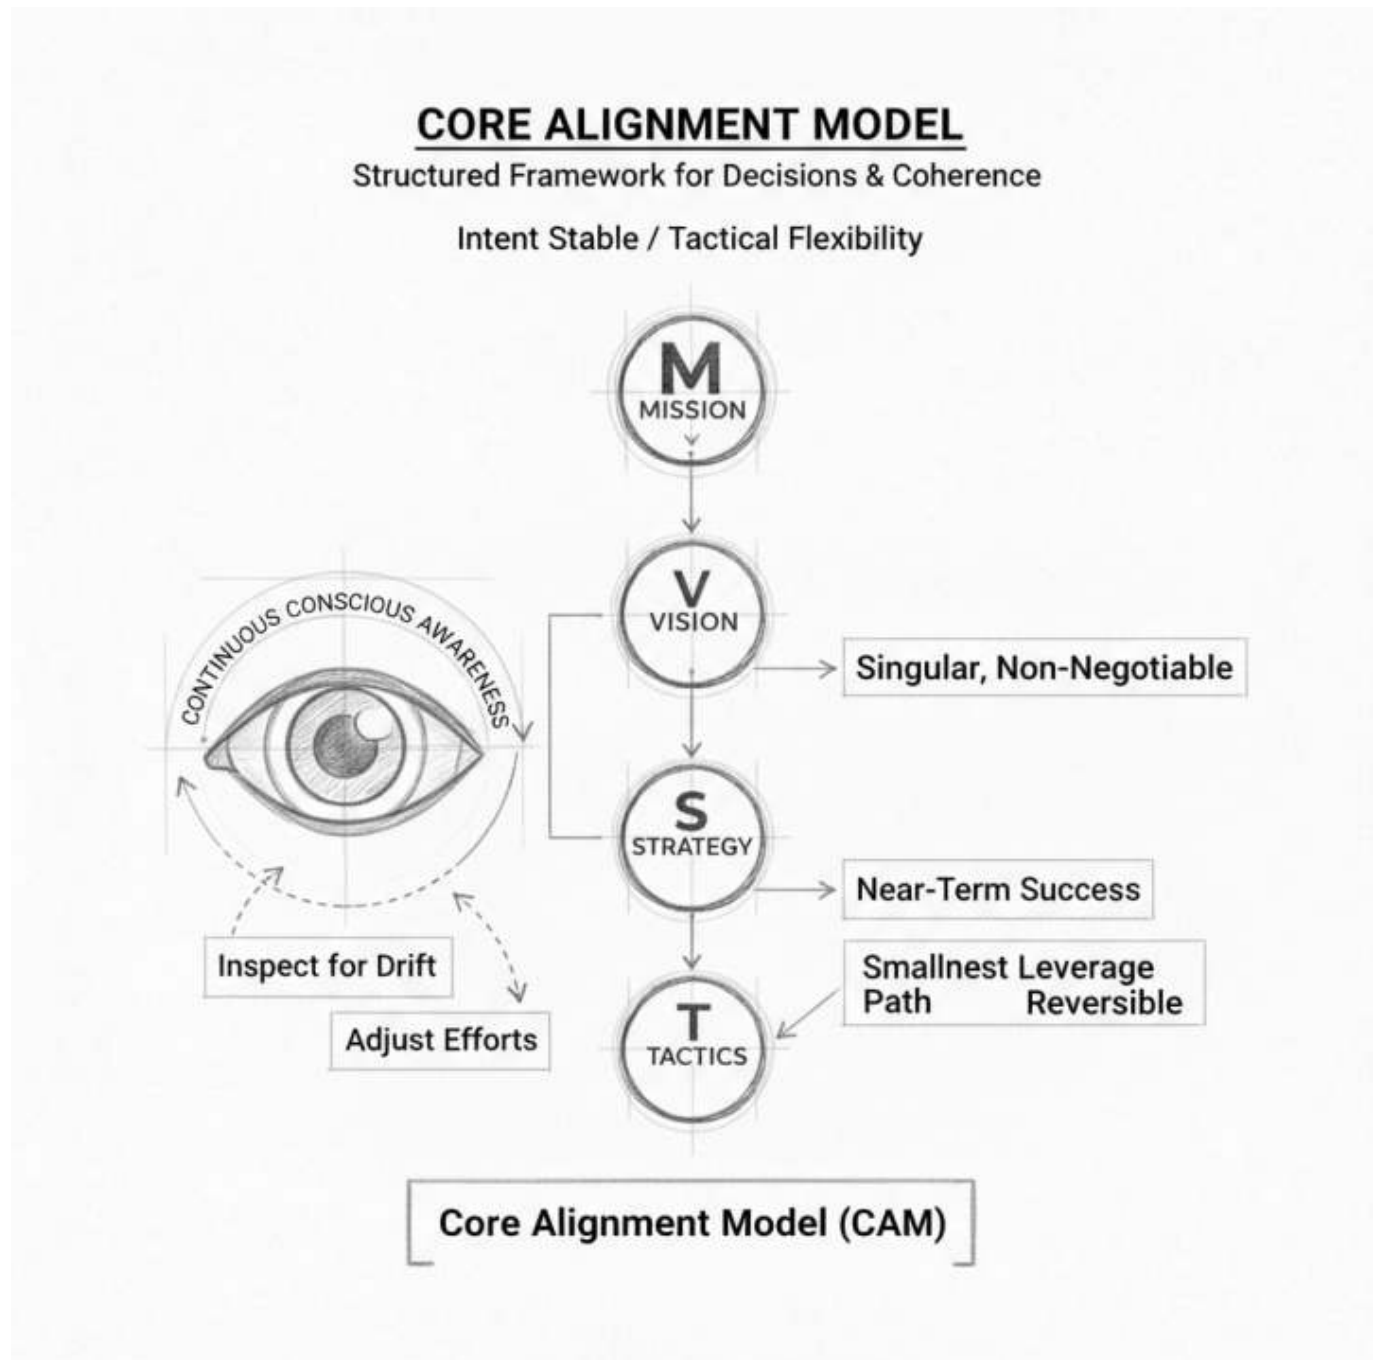 CORE ALIGNMENT MODEL
Structured Framework for Decisions & Coherence
Intent Stable / Tactical Flexibility
M
MISSION
V
VISION
CONTINUOUS CONSCIOUS AWARENESS
Singular, Non-Negotiable
S
STRATEGY
Near-Term Success
Inspect for Drift
Smallnest Leverage
Path Reversible
T
TACTICS
Adjust Efforts
Core Alignment Model (CAM)